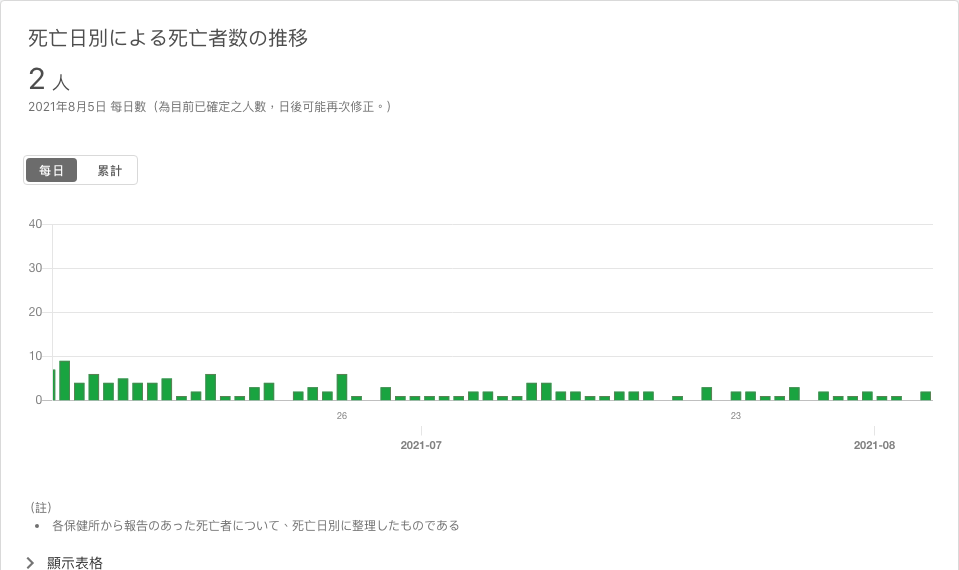 死亡日別による死亡者数の推移
2 人
2021年8月5日 每日數（為目前已確定之人數，日後可能再次修正。）
每日 累計
40
30
20
10
0
26 23
2021-07 2021-08
（註）
• 各保健所から報告のあった死亡者について、死亡日別に整理したものである
顯示表格